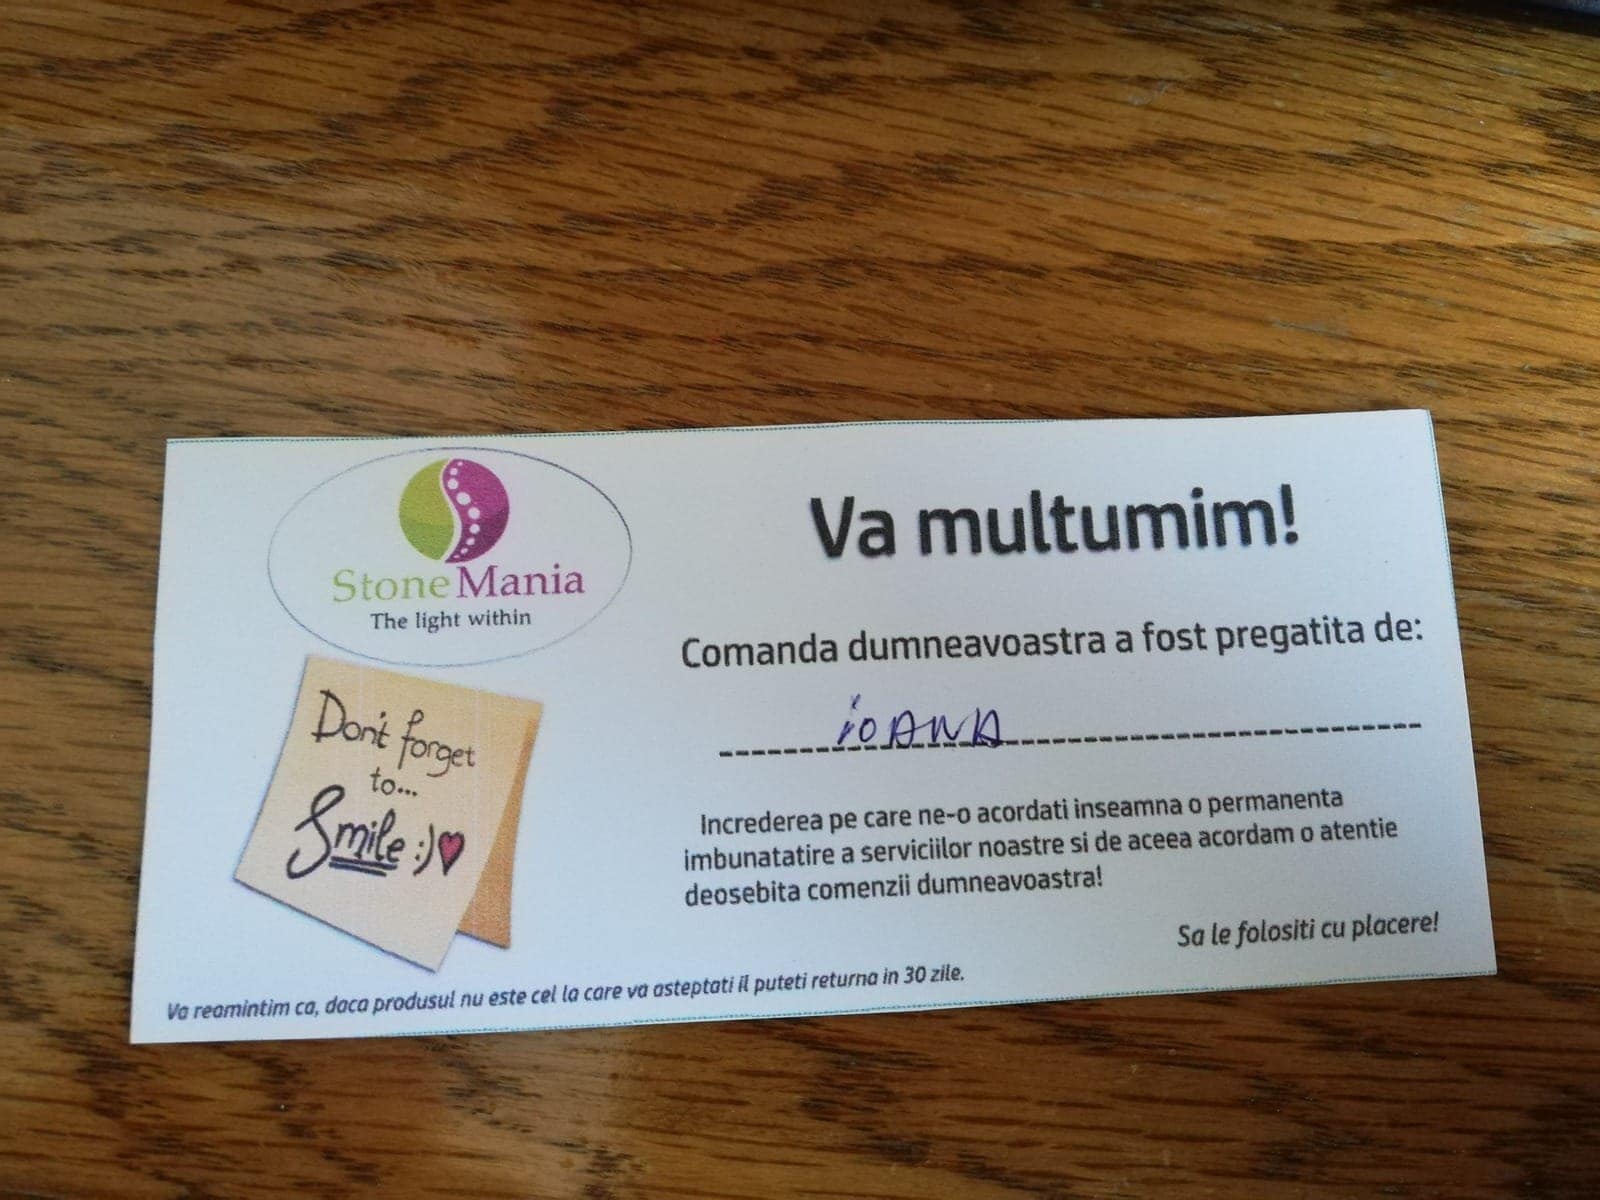 StoneMania
The light within
Don't forget
to...
Smile :)
Va multumim!
Comanda dumneavoastra a fost pregatita de:
ioANA
Increderea pe care ne-o acordati inseamna o permanenta
imbunatatire a serviciilor noastre si de aceea acordam o atentie
deosebita comenzii dumneavoastra!
Sa le folositi cu placere!
Va reamintim ca, daca produsul nu este cel la care va asteptati il puteti returna in 30 zile.